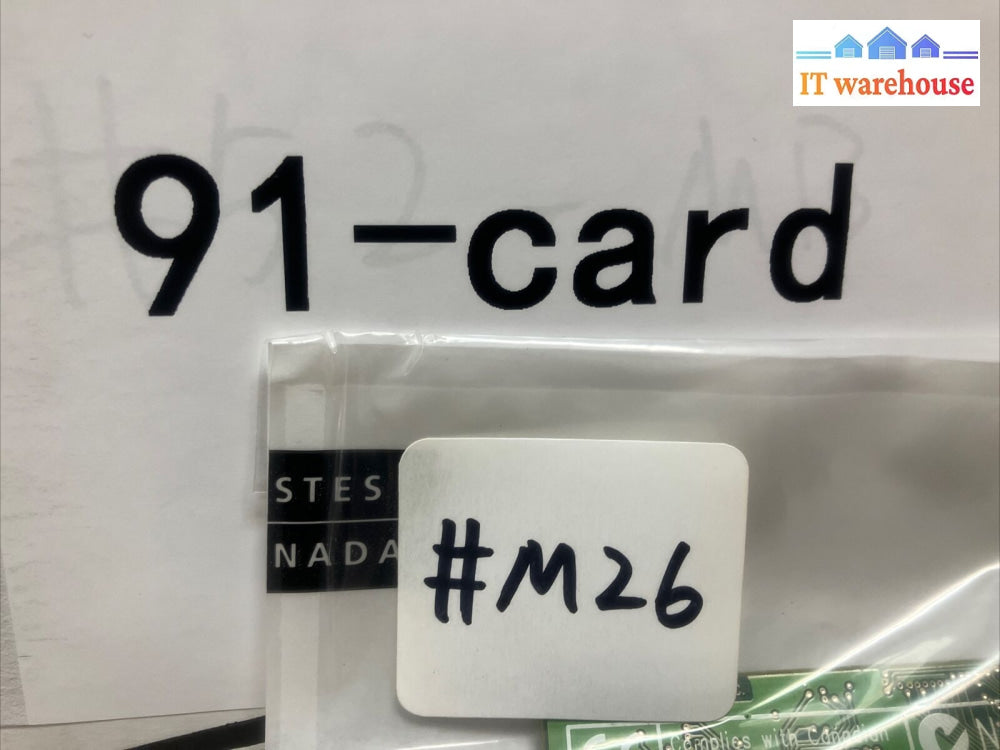 IT warehouse
91-card
STES
NADA
#M26
Complies with Canadian
N